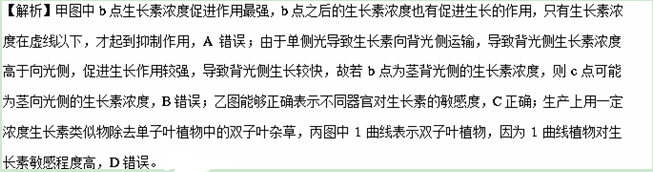 【解析】甲图中 b 点生长素浓度促进作用最强，b 点之后的生长素浓度也有促进生长的作用，只有生长素浓
度在虚线以下，才起到抑制作用，A 错误；由于单侧光导致生长素向背光侧运输，导致背光侧生长素浓度
高于向光侧，促进生长作用较强，导致背光侧生长较快，故若 b 点为茎背光侧的生长素浓度，则 c 点可能
为茎向光侧的生长素浓度，B 错误；乙图能够正确表示不同器官对生长素的敏感度，C 正确；生产上用一定
浓度生长素类似物除去单子叶植物中的双子叶杂草，丙图中 1 曲线表示双子叶植物，因为 1 曲线植物对生
长素敏感程度高，D 错误。